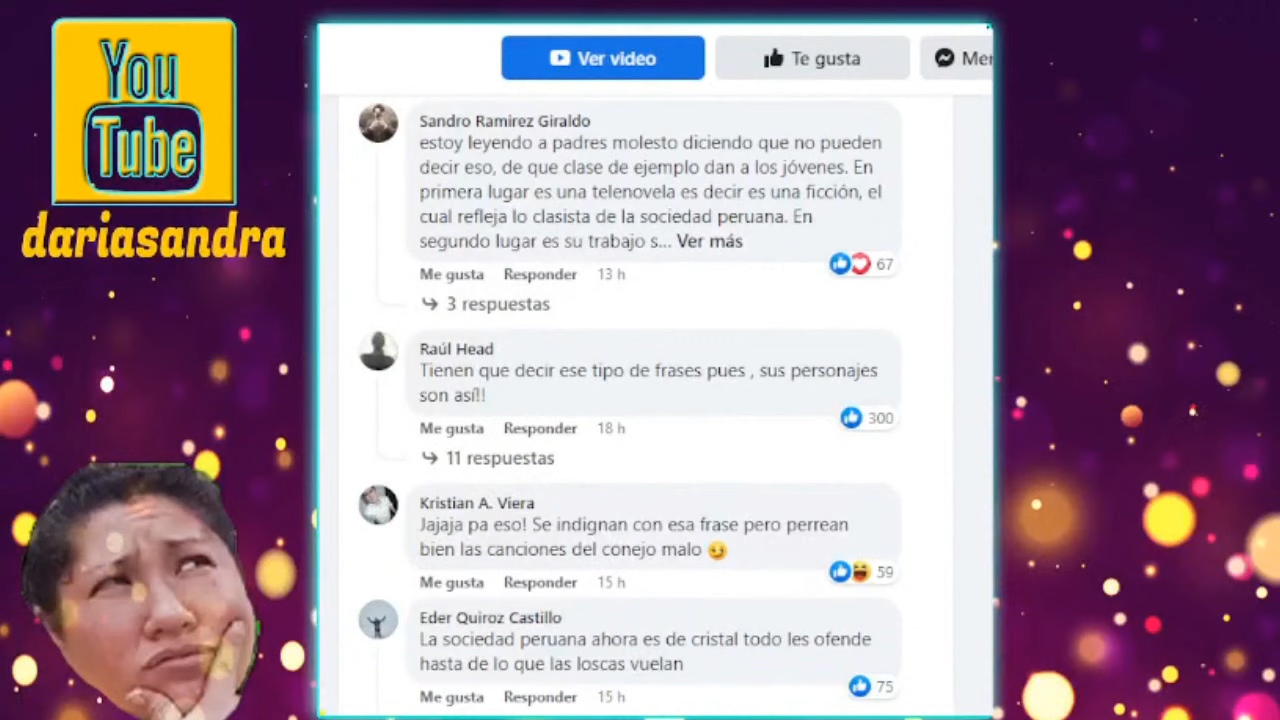 You
Tube
dariasandra
Ver video
Te gusta
Sandro Ramirez Giraldo
estoy leyendo a padres molesto diciendo que no pueden
decir eso, de que clase de ejemplo dan a los jóvenes. En
primera lugar es una telenovela es decir es una ficción, el
cual refleja lo clasista de la sociedad peruana. En
segundo lugar es su trabajo s... Ver más
67
Me gusta Responder 13 h
3 respuestas
Raúl Head
Tienen que decir ese tipo de frases pues , sus personajes
son así!!
300
Me gusta Responder 18 h
11 respuestas
Kristian A. Viera
Jajaja pa eso! Se indignan con esa frase pero perrean
bien las canciones del conejo malo 😏
59
Me gusta Responder 15 h
Eder Quiroz Castillo
La sociedad peruana ahora es de cristal todo les ofende
hasta de lo que las loscas vuelan
75
Me gusta Responder 15 h